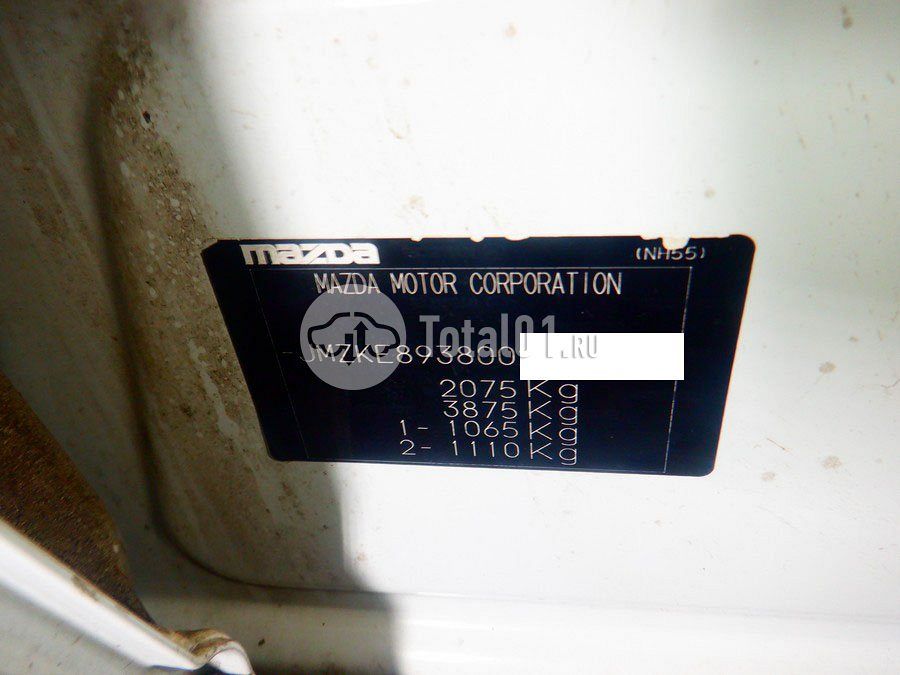 mazda (NH55)
MAZDA MOTOR CORPORATION
Total01.RU
JMZKE893800
2075 Kg
3875 Kg
1- 1065 Kg
2- 1110 Kg